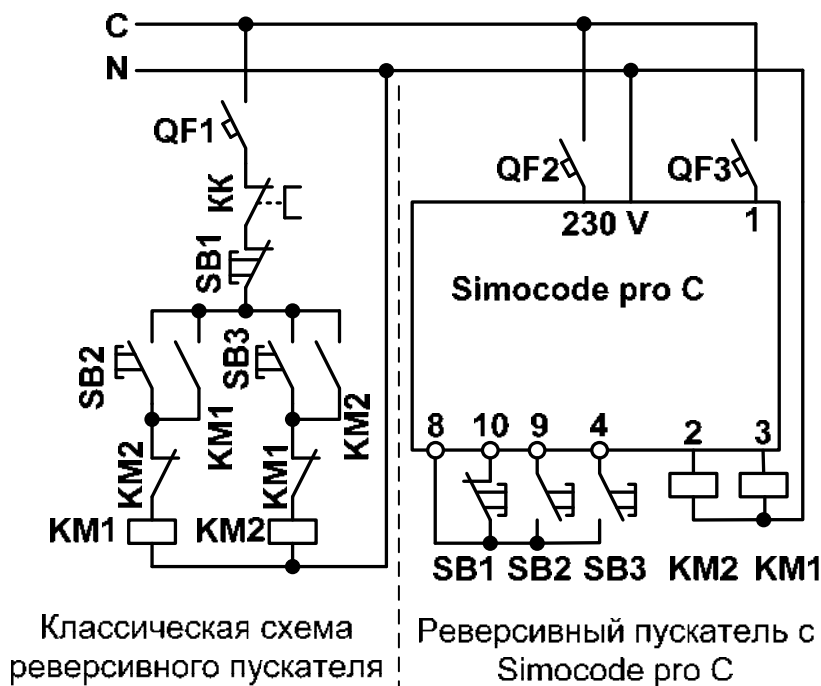 C
N
QF1
КК
SB1
SB2
KM1
SB3
KM2
KM2
KM1
KM1
KM2
QF2
QF3
230 V
1
Simocode pro C
8
10
9
4
2
3
SB1
SB2
SB3
KM2
KM1
Классическая схема
реверсивного пускателя
Реверсивный пускатель с
Simocode pro C